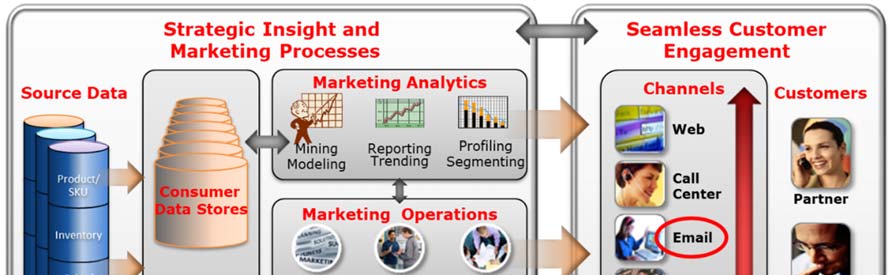 Strategic Insight and
Marketing Processes
Seamless Customer
Engagement
Source Data
Product/
SKU
Inventory
Consumer
Data Stores
Marketing Analytics
Mining
Modeling
Reporting
Trending
Profiling
Segmenting
Marketing Operations
Channels
Web
Call
Center
Email
Customers
Partner